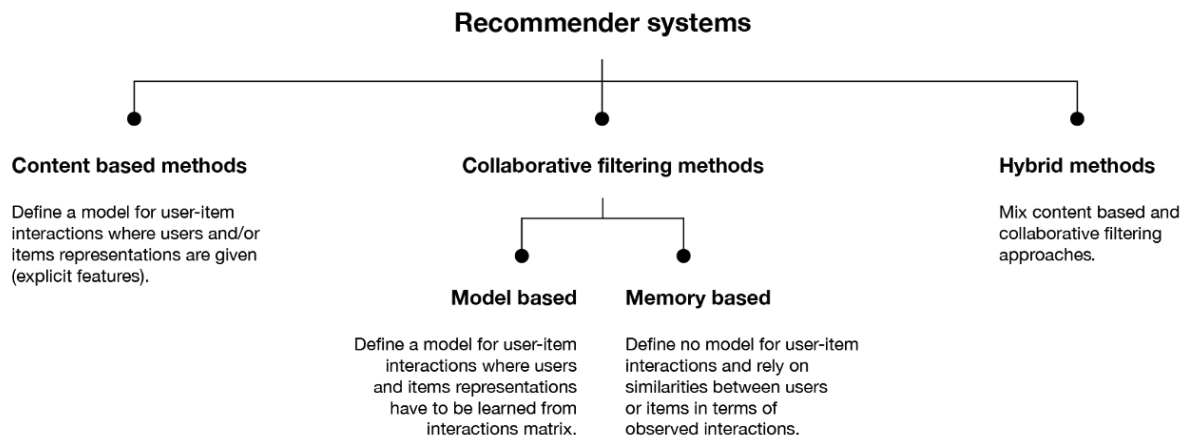 Recommender systems
Content based methods
Define a model for user-item
interactions where users and/or
items representations are given
(explicit features).
Collaborative filtering methods
Model based
Define a model for user-item
interactions where users
and items representations
have to be learned from
interactions matrix.
Memory based
Define no model for user-item
interactions and rely on
similarities between users
or items in terms of
observed interactions.
Hybrid methods
Mix content based and
collaborative filtering
approaches.